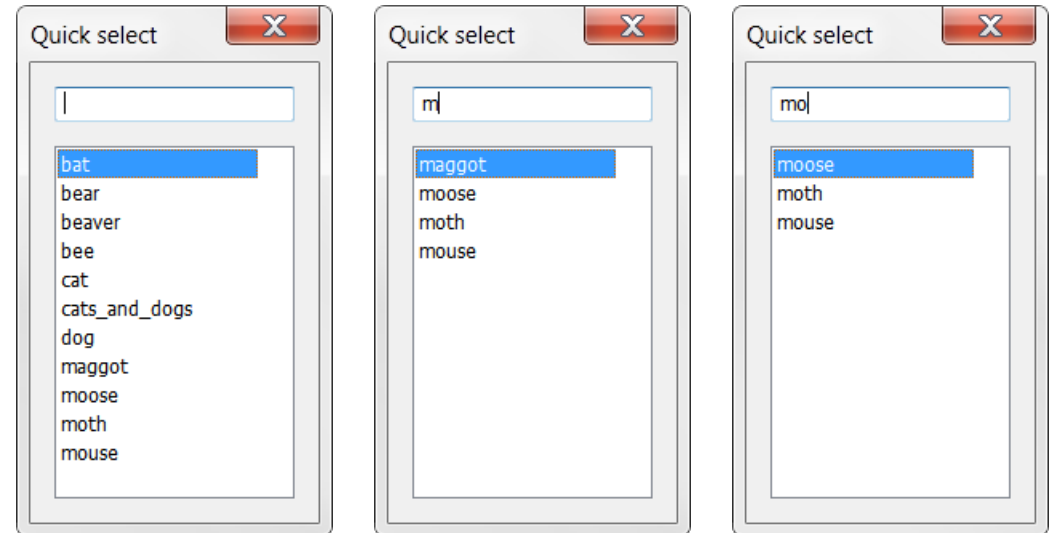 Quick select
bat
bear
beaver
bee
cat
cats_and_dogs
dog
maggot
moose
moth
mouse
Quick select
m
maggot
moose
moth
mouse
Quick select
mo
moose
moth
mouse